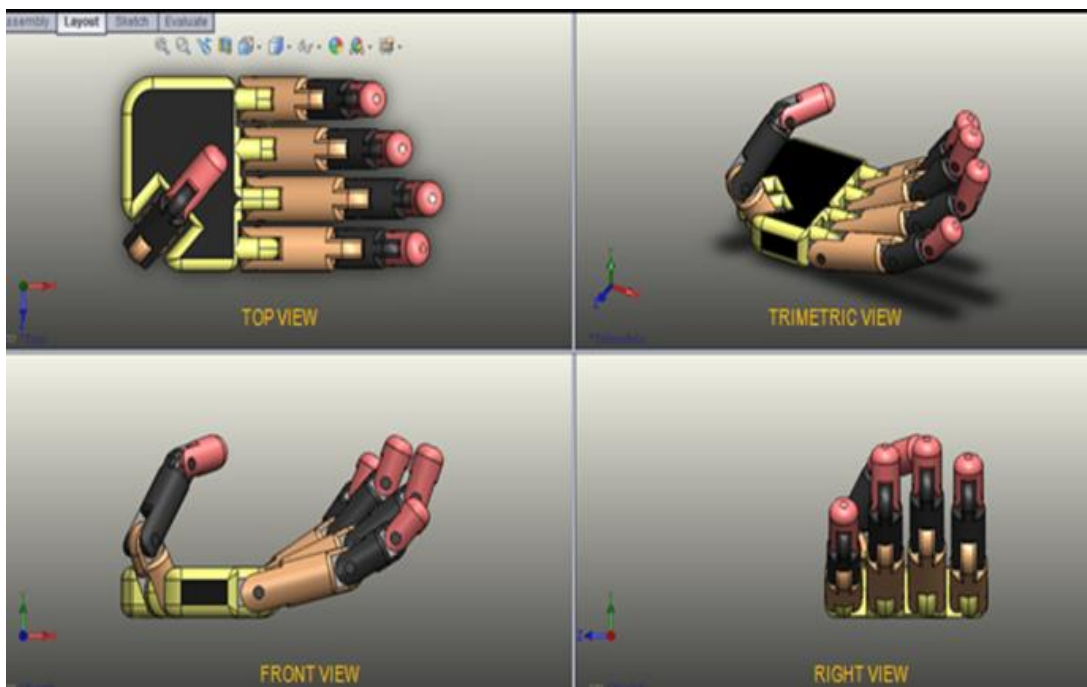 Layout Sketch Evaluate
TOP VIEW
TRIMETRIC VIEW
FRONT VIEW
Z
RIGHT VIEW